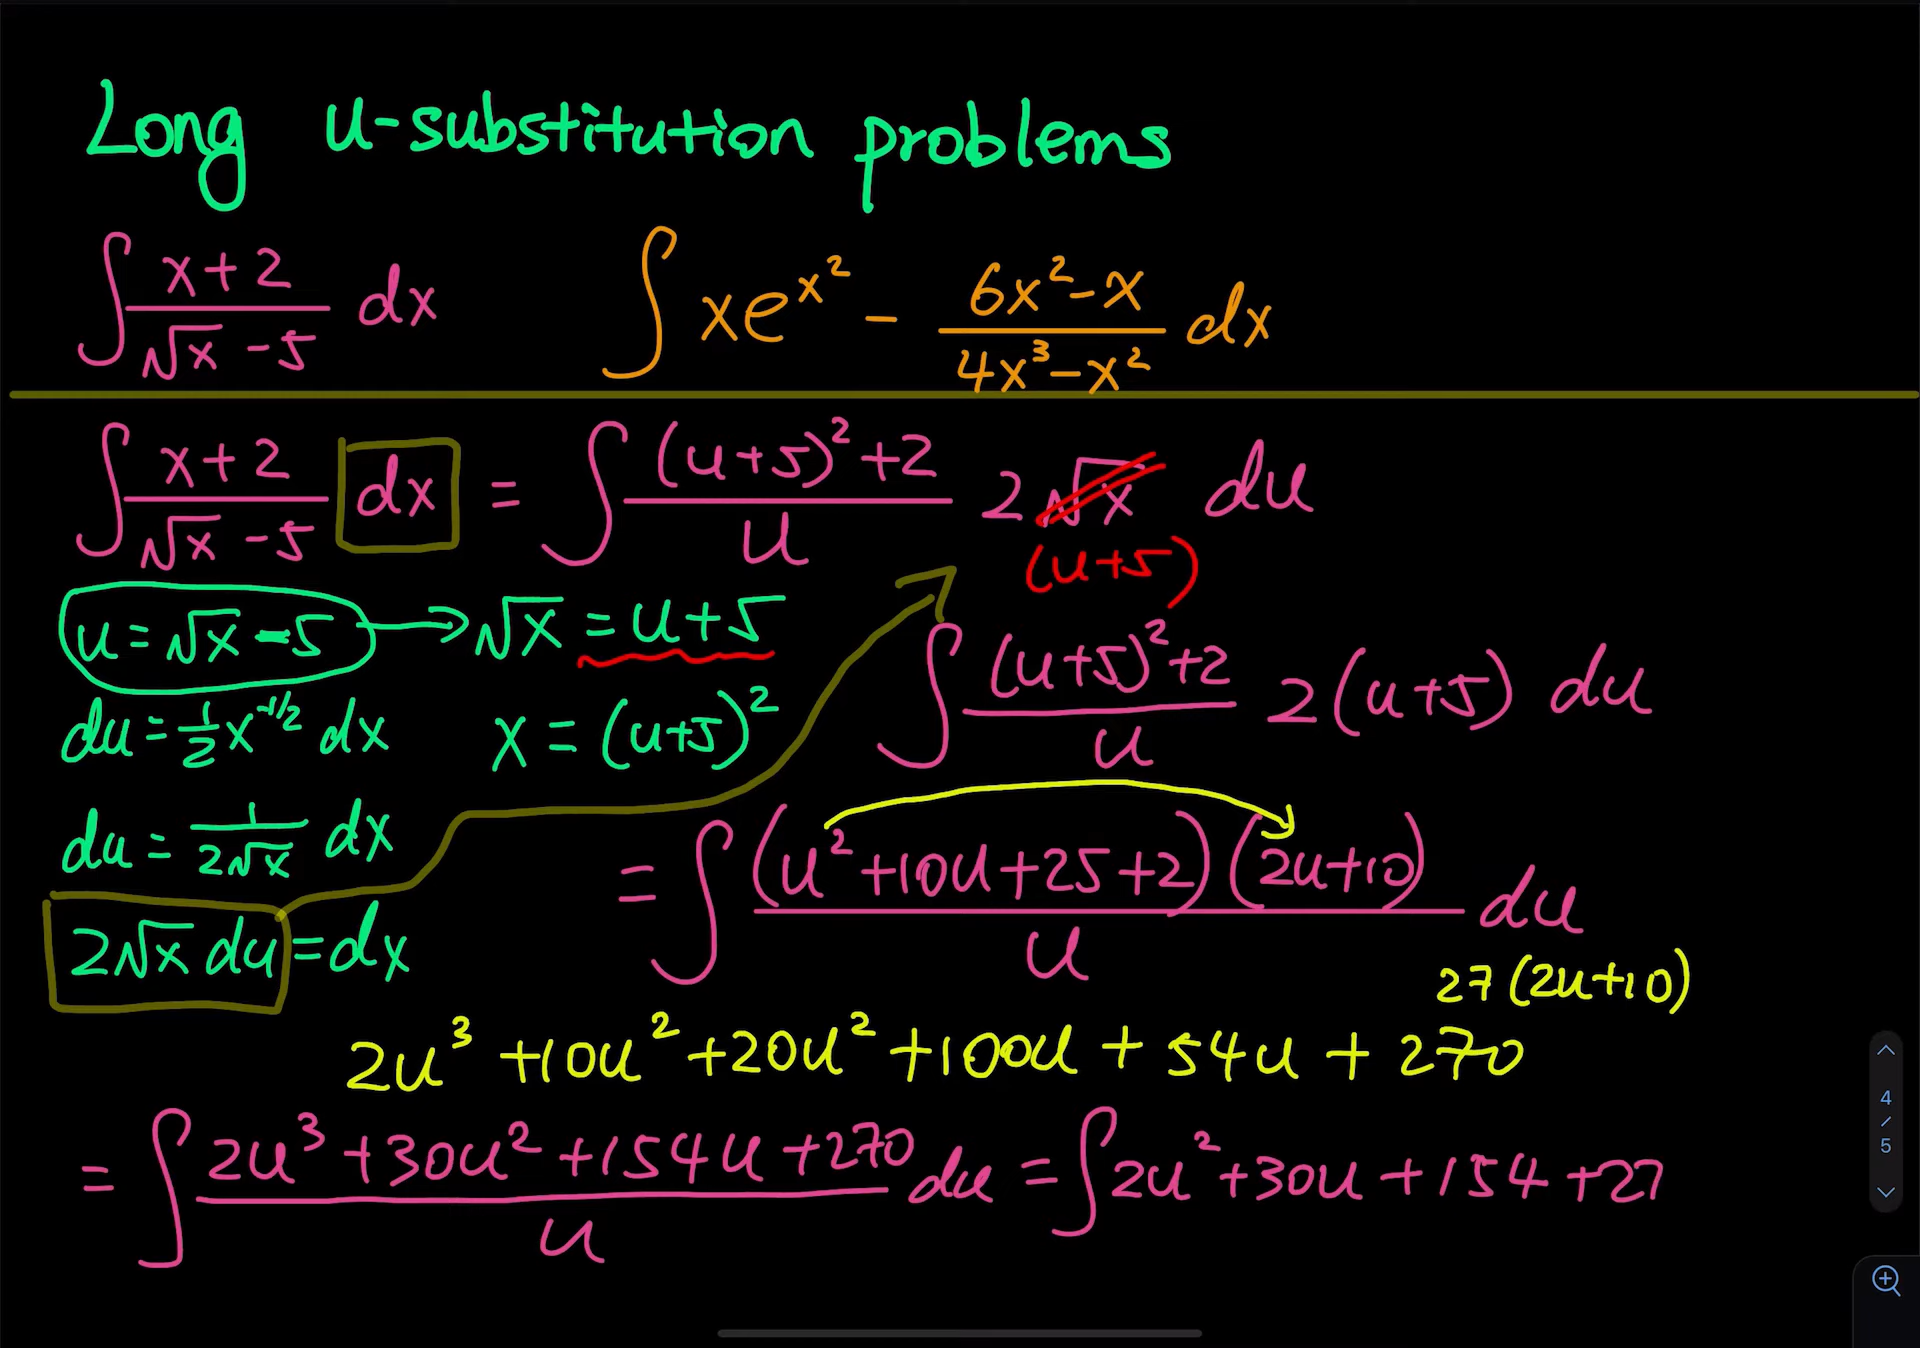 Long u-substitution problems
∫ (x+2)/(√x -5) dx    ∫ xe^(x²) - (6x²-x)/(4x³-x²) dx
∫ (x+2)/(√x -5) dx = ∫ ((u+5)²+2)/u 2√x du
(u+5)
u=√x-5 → √x = u+5
∫ ((u+5)²+2)/u 2(u+5) du
du = 1/2 x^(-1/2) dx    x = (u+5)²
du = 1/(2√x) dx
= ∫ ((u²+10u+25+2)(2u+10))/u du
2√x du = dx
27(2u+10)
2u³ +10u² +20u² +100u + 54u + 270
= ∫ (2u³+30u²+154u+270)/u du = ∫ 2u²+30u+154+27
4
/
5